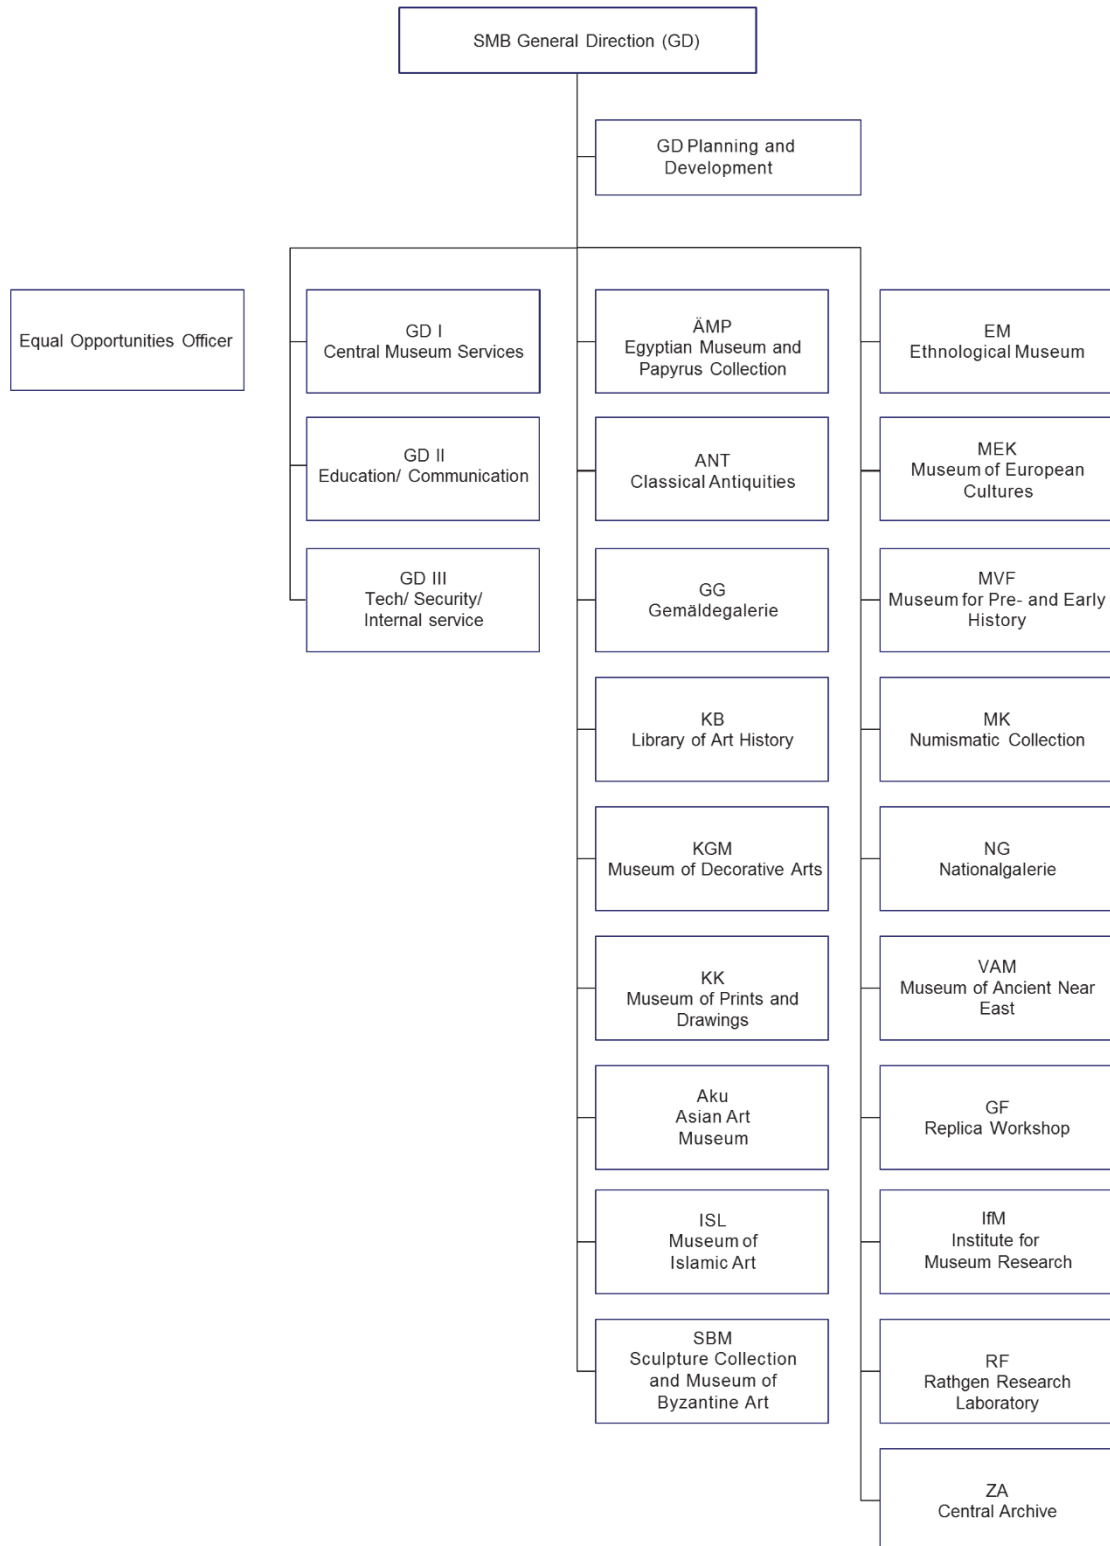 SMB General Direction (GD)
GD Planning and
Development
Equal Opportunities Officer
GD I
Central Museum Services
GD II
Education/ Communication
GD III
Tech/ Security/
Internal service
ÄMP
Egyptian Museum and
Papyrus Collection
ANT
Classical Antiquities
GG
Gemäldegalerie
KB
Library of Art History
KGM
Museum of Decorative Arts
KK
Museum of Prints and
Drawings
Aku
Asian Art
Museum
ISL
Museum of
Islamic Art
SBM
Sculpture Collection
and Museum of
Byzantine Art
EM
Ethnological Museum
MEK
Museum of European
Cultures
MVF
Museum for Pre- and Early
History
MK
Numismatic Collection
NG
Nationalgalerie
VAM
Museum of Ancient Near
East
GF
Replica Workshop
IfM
Institute for
Museum Research
RF
Rathgen Research
Laboratory
ZA
Central Archive